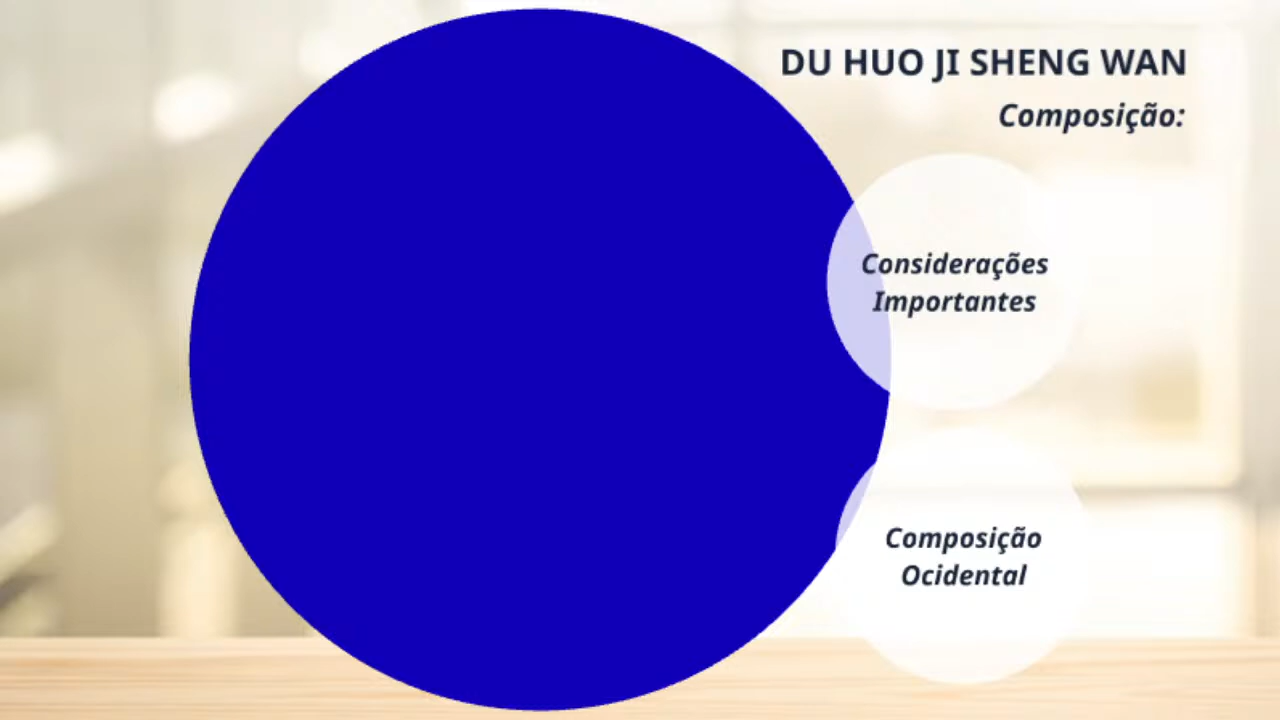 DU HUO JI SHENG WAN
Composição:
Considerações
Importantes
Composição
Ocidental